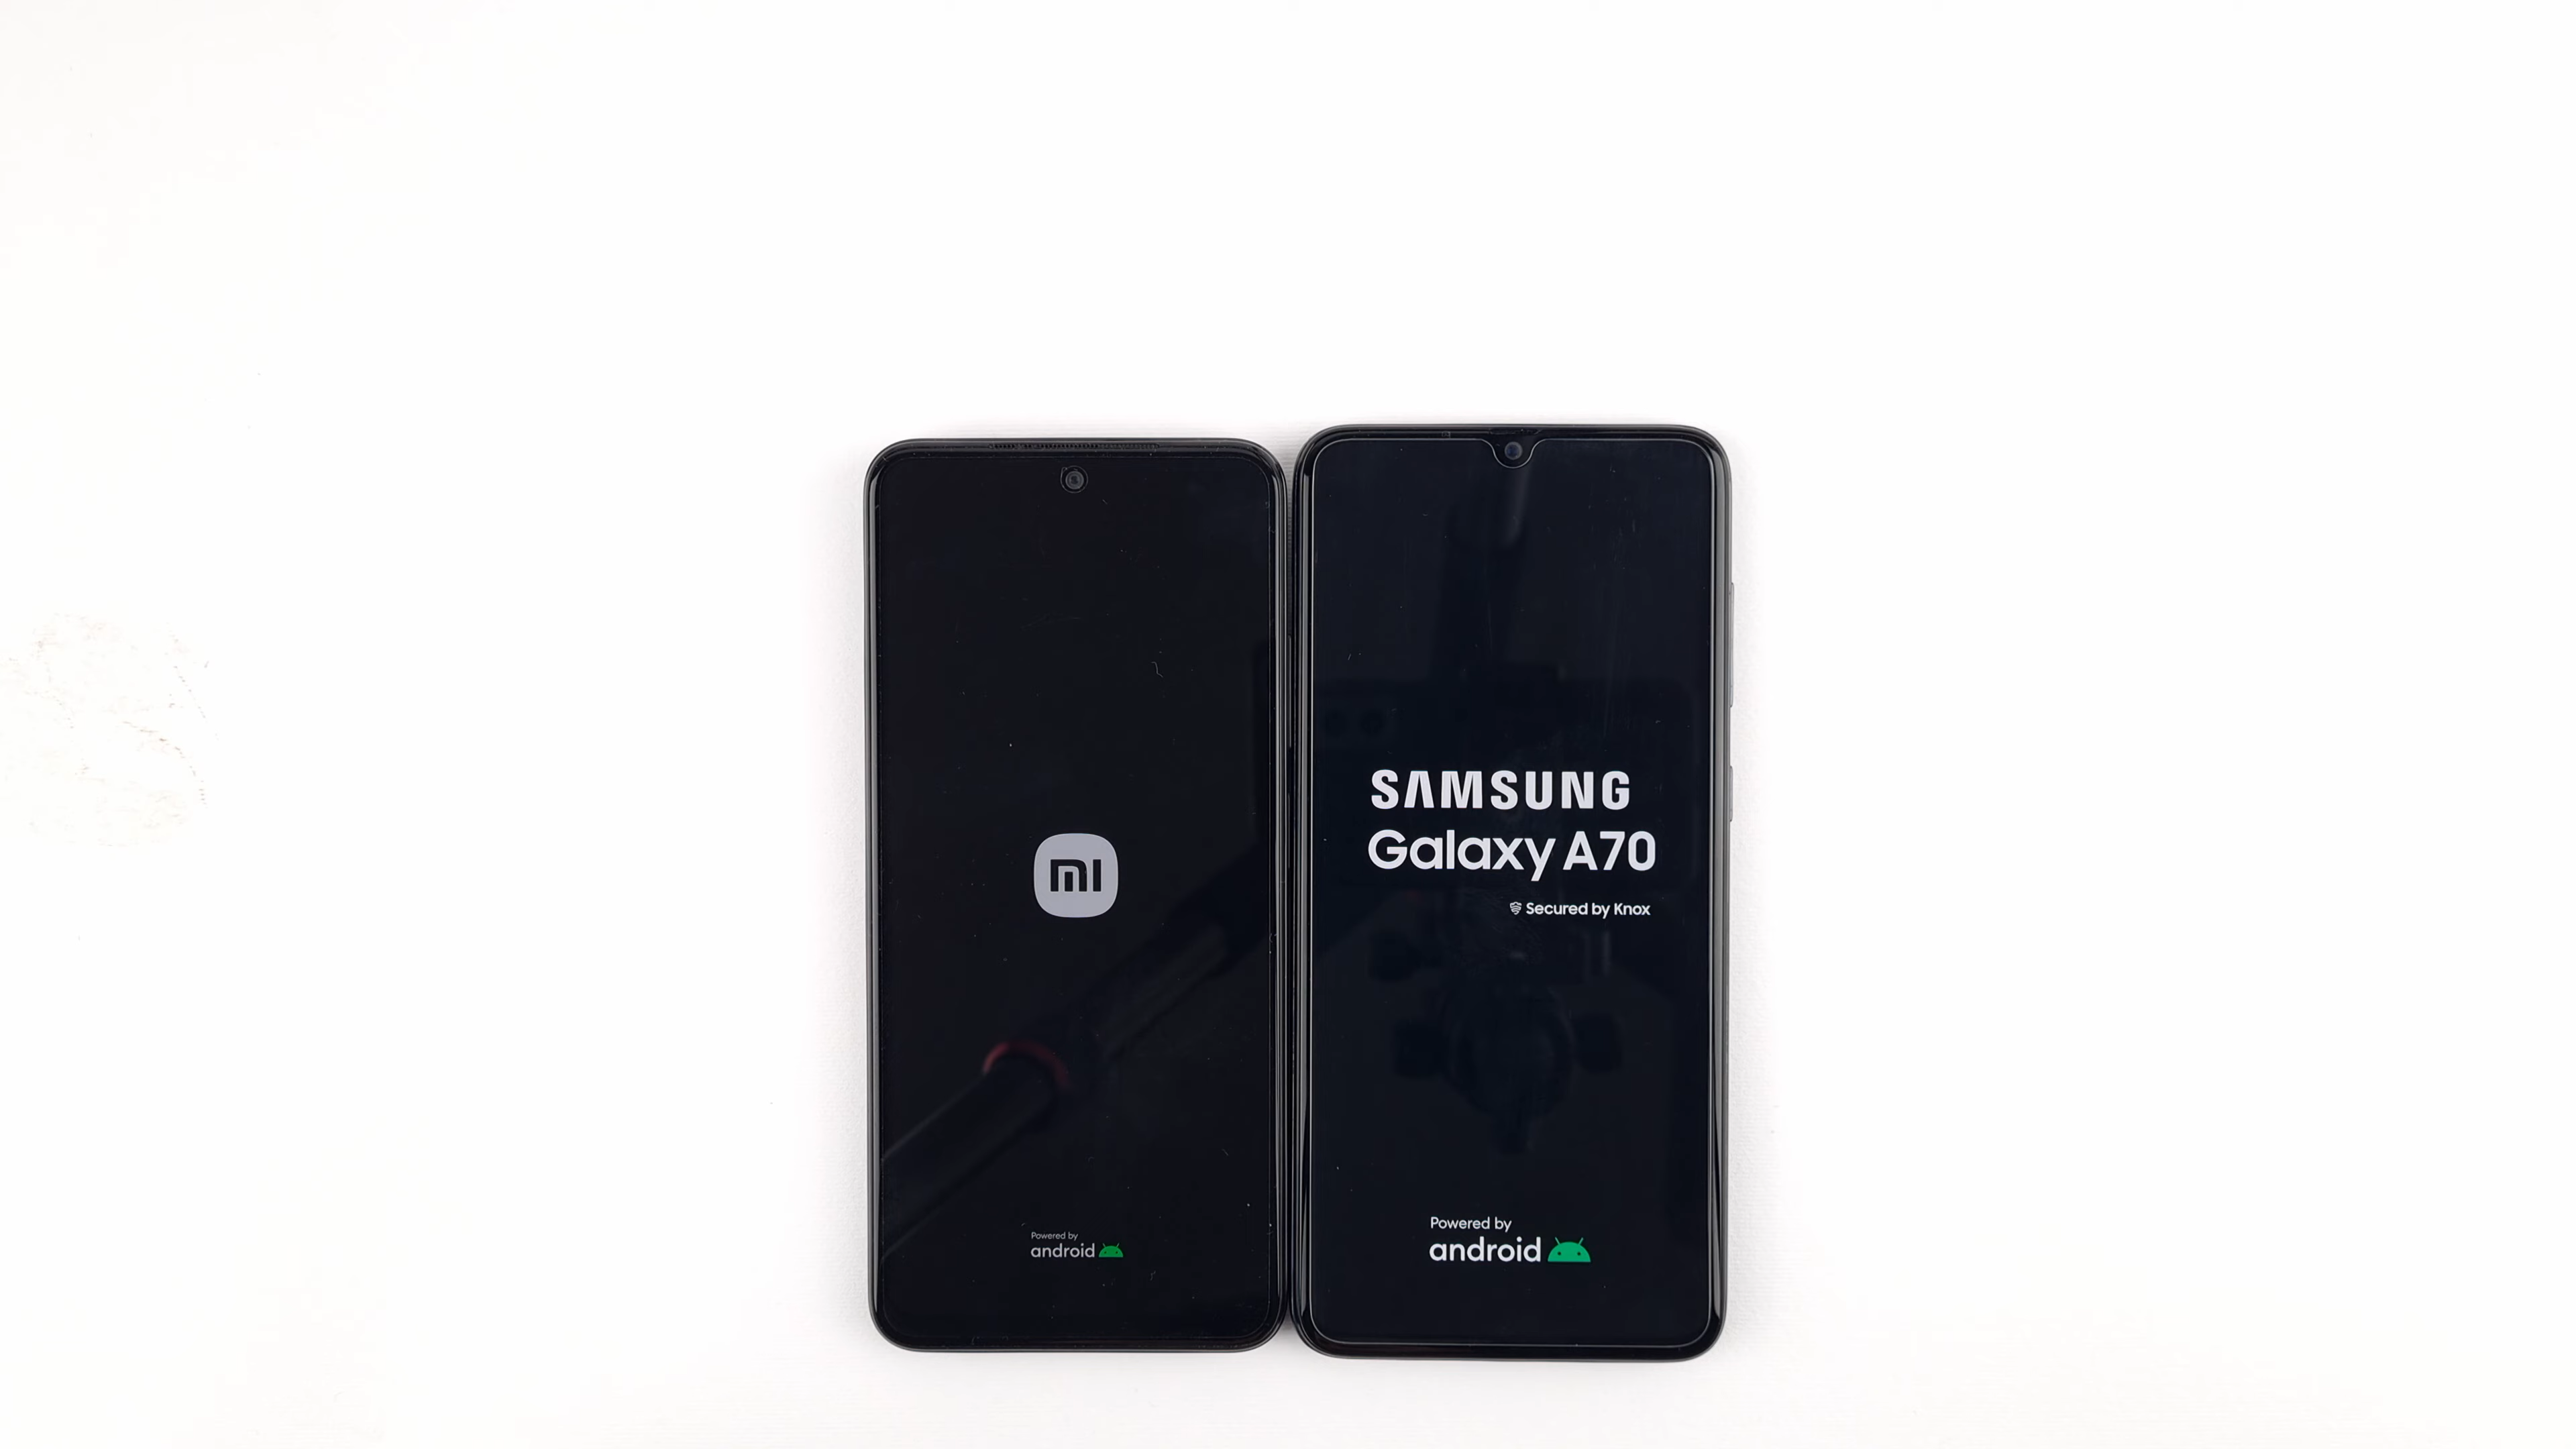 mi
Powered by
android
SAMSUNG
Galaxy A70
Secured by Knox
Powered by
android